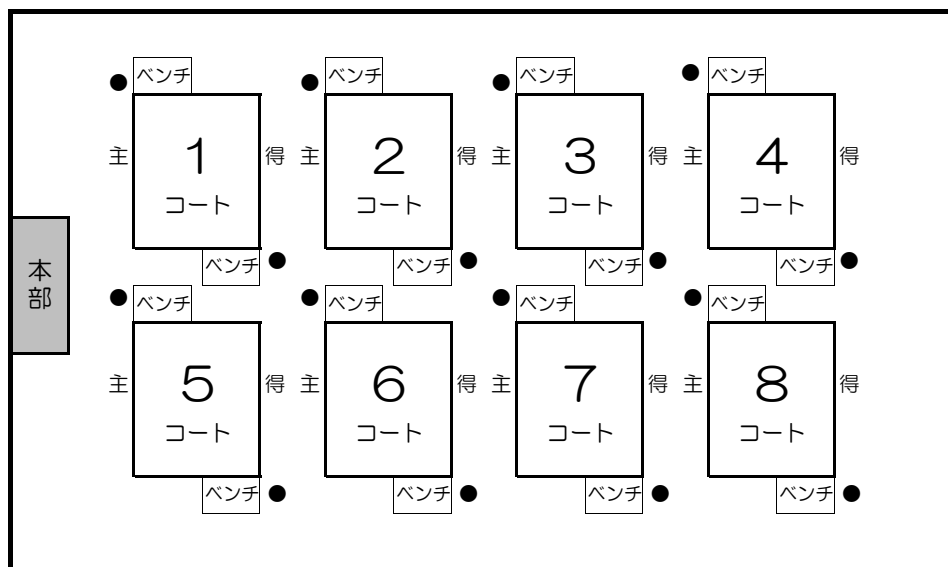 ベンチ ベンチ ベンチ ベンチ
主 1 得 主 2 得 主 3 得 主 4 得
コート コート コート コート
ベンチ ベンチ ベンチ ベンチ
本部
ベンチ ベンチ ベンチ ベンチ
主 5 得 主 6 得 主 7 得 主 8 得
コート コート コート コート
ベンチ ベンチ ベンチ ベンチ